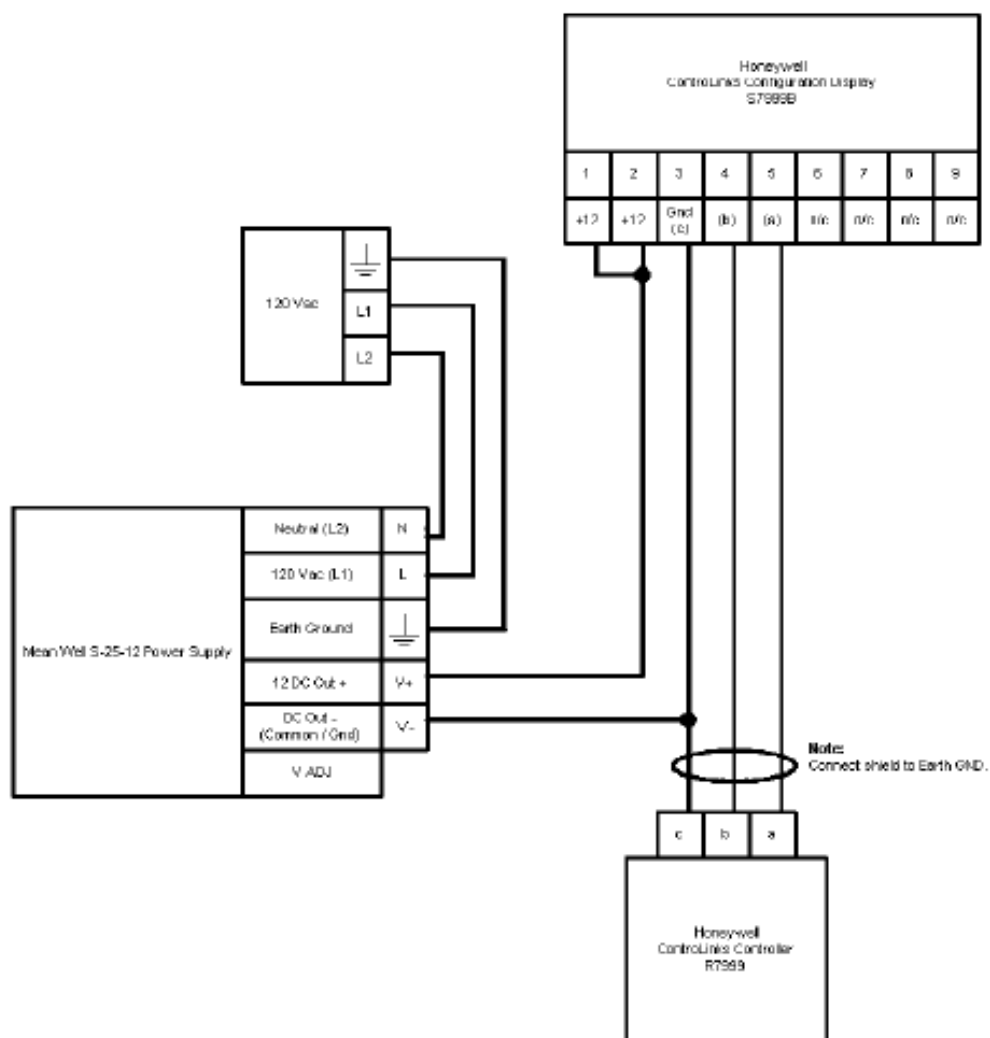 Honeywell
ControLinks Configuration Display
S7999B
1 2 3 4 5 6 7 8 9
+12 +12 Gnd (c) (b) (a) n/c n/c n/c n/c
120 Vac
L1
L2
Mean Well S-25-12 Power Supply
Neutral (L2) N
120 Vac (L1) L
Earth Ground
12 DC Out + V+
DC Out -
(Common / Gnd) V-
V ADJ
Note:
Connect shield to Earth GND.
c b a
Honeywell
ControLinks Controller
R7999